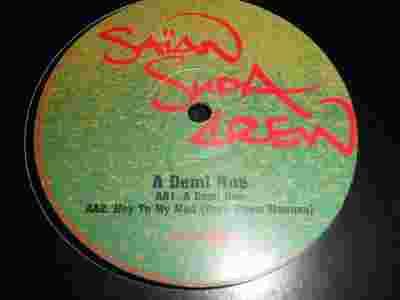 SAÏAN
SUPA
CREW
A Demi Nue
AA1. A Demi Nue
AA2. Hey Yo My Man